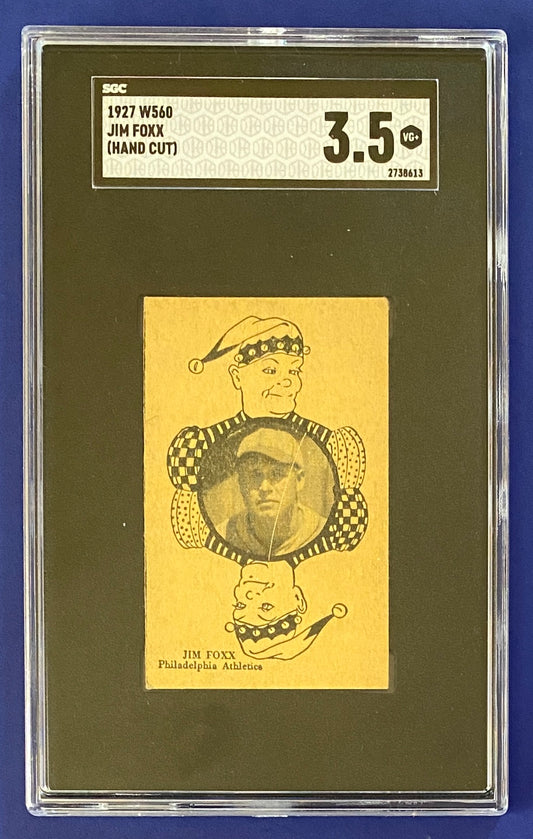 SGC
1927 W560
JIM FOXX
(HAND CUT)
3.5
VG+
2738613
JIM FOXX
Philadelphia Athletics